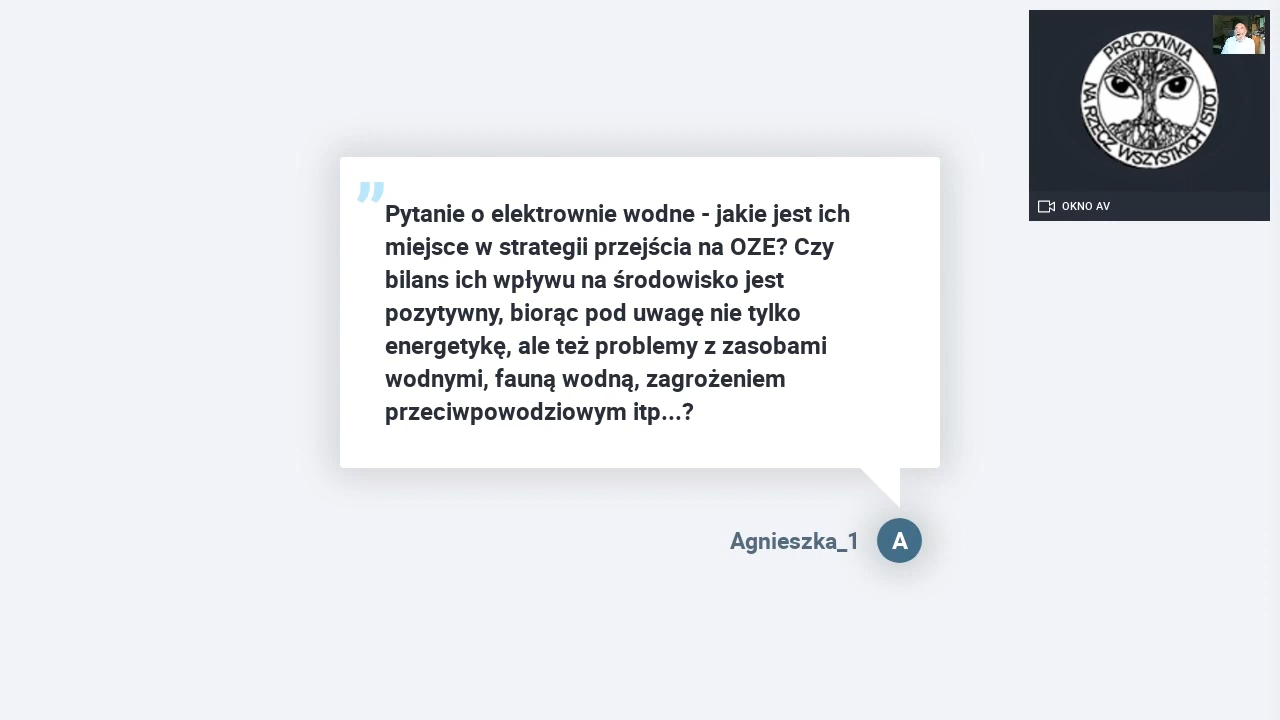 Pytanie o elektrownie wodne - jakie jest ich
miejsce w strategii przejścia na OZE? Czy
bilans ich wpływu na środowisko jest
pozytywny, biorąc pod uwagę nie tylko
energetykę, ale też problemy z zasobami
wodnymi, fauną wodną, zagrożeniem
przeciwpowodziowym itp...?
Agnieszka_1
A
PRACOWNIA
NA RZECZ WSZYSTKICH ISTOT
OKNO AV